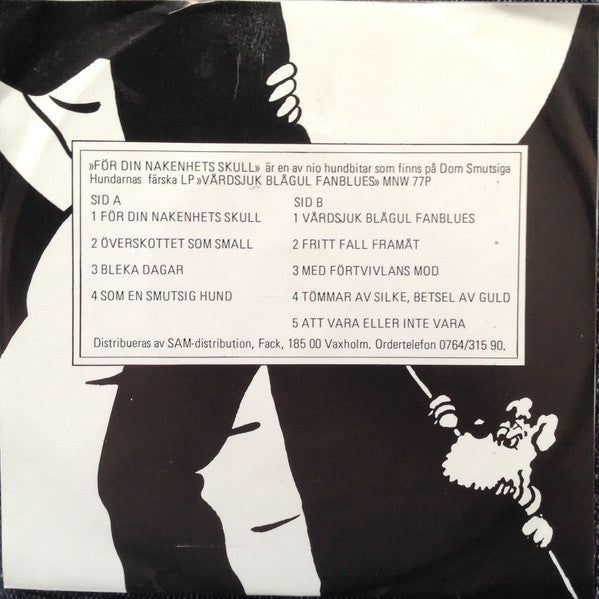 »FÖR DIN NAKENHETS SKULL» är en av nio hundbitar som finns på Dom Smutsiga
Hundarnas färska LP »VÅRDSJUK BLÅGUL FANBLUES» MNW 77P
SID A
1 FÖR DIN NAKENHETS SKULL
2 ÖVERSKOTTET SOM SMALL
3 BLEKA DAGAR
4 SOM EN SMUTSIG HUND
SID B
1 VÅRDSJUK BLÅGUL FANBLUES
2 FRITT FALL FRAMÅT
3 MED FÖRTVIVLANS MOD
4 TÖMMAR AV SILKE, BETSEL AV GULD
5 ATT VARA ELLER INTE VARA
Distribueras av SAM-distribution, Fack, 185 00 Vaxholm. Ordertelefon 0764/315 90.